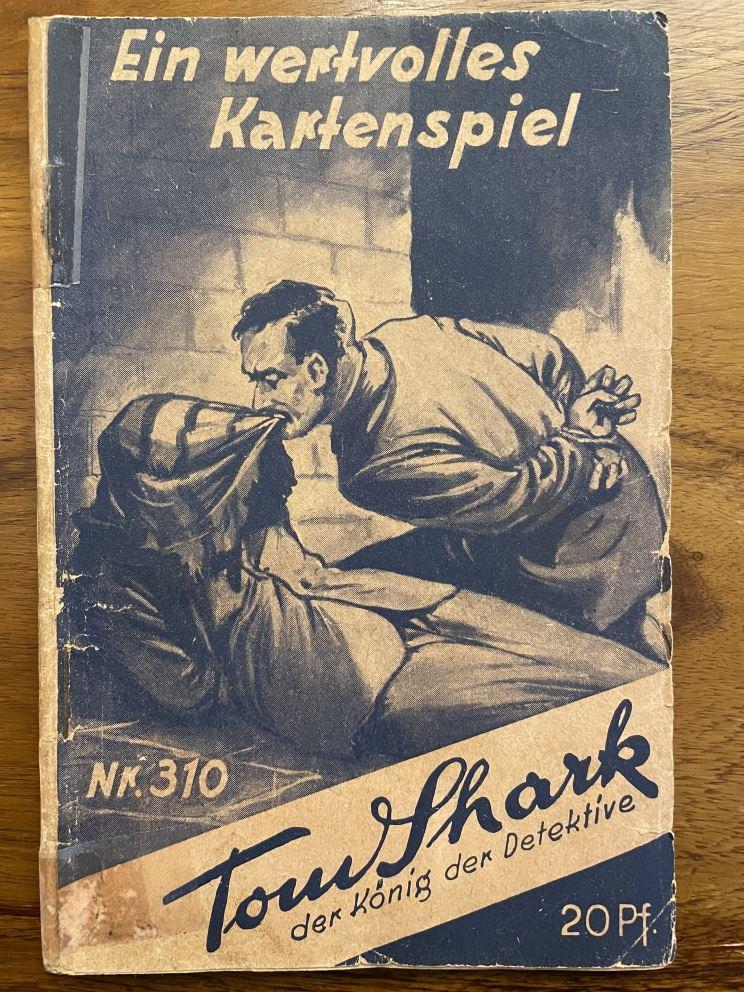 Ein wertvolles
Kartenspiel
Nr. 310
Tom Shark
der König der Detektive
20 Pf.